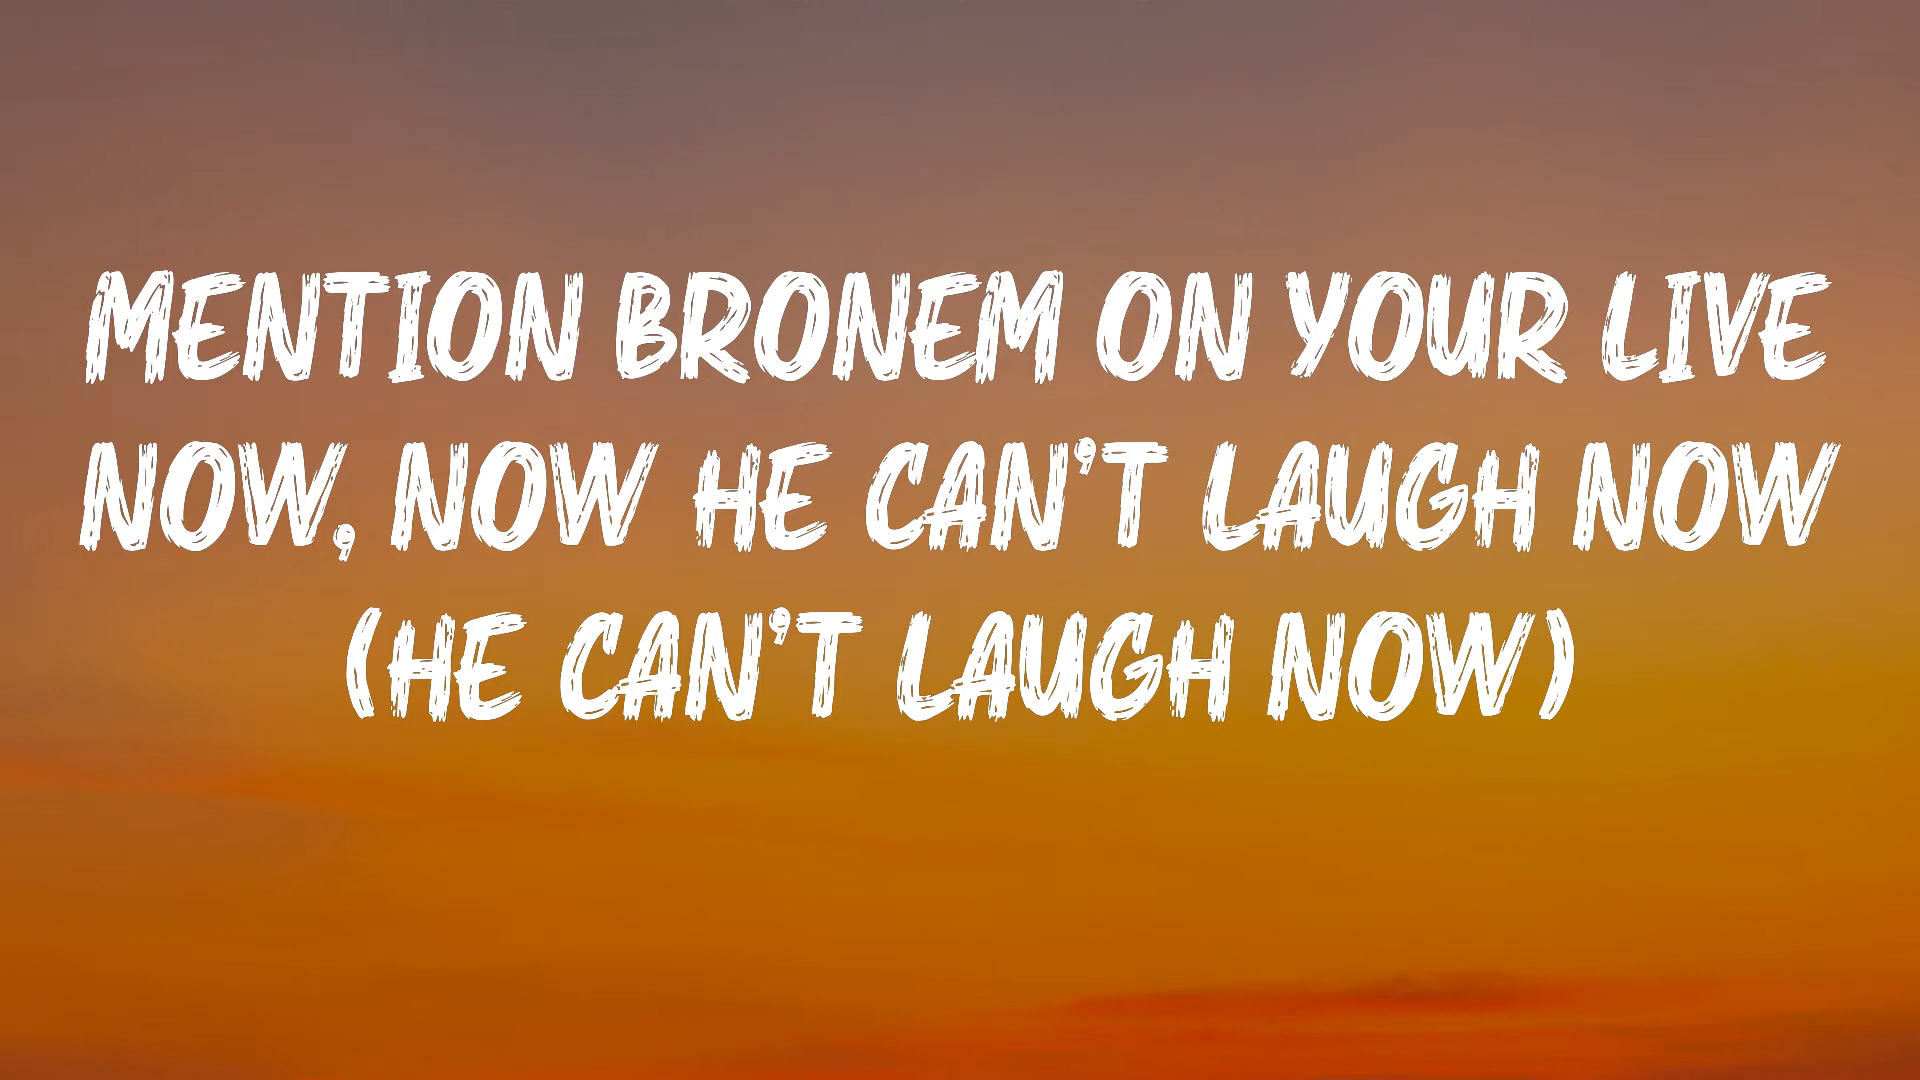 MENTION BRONEM ON YOUR LIVE
NOW, NOW HE CAN'T LAUGH NOW
(HE CAN'T LAUGH NOW)